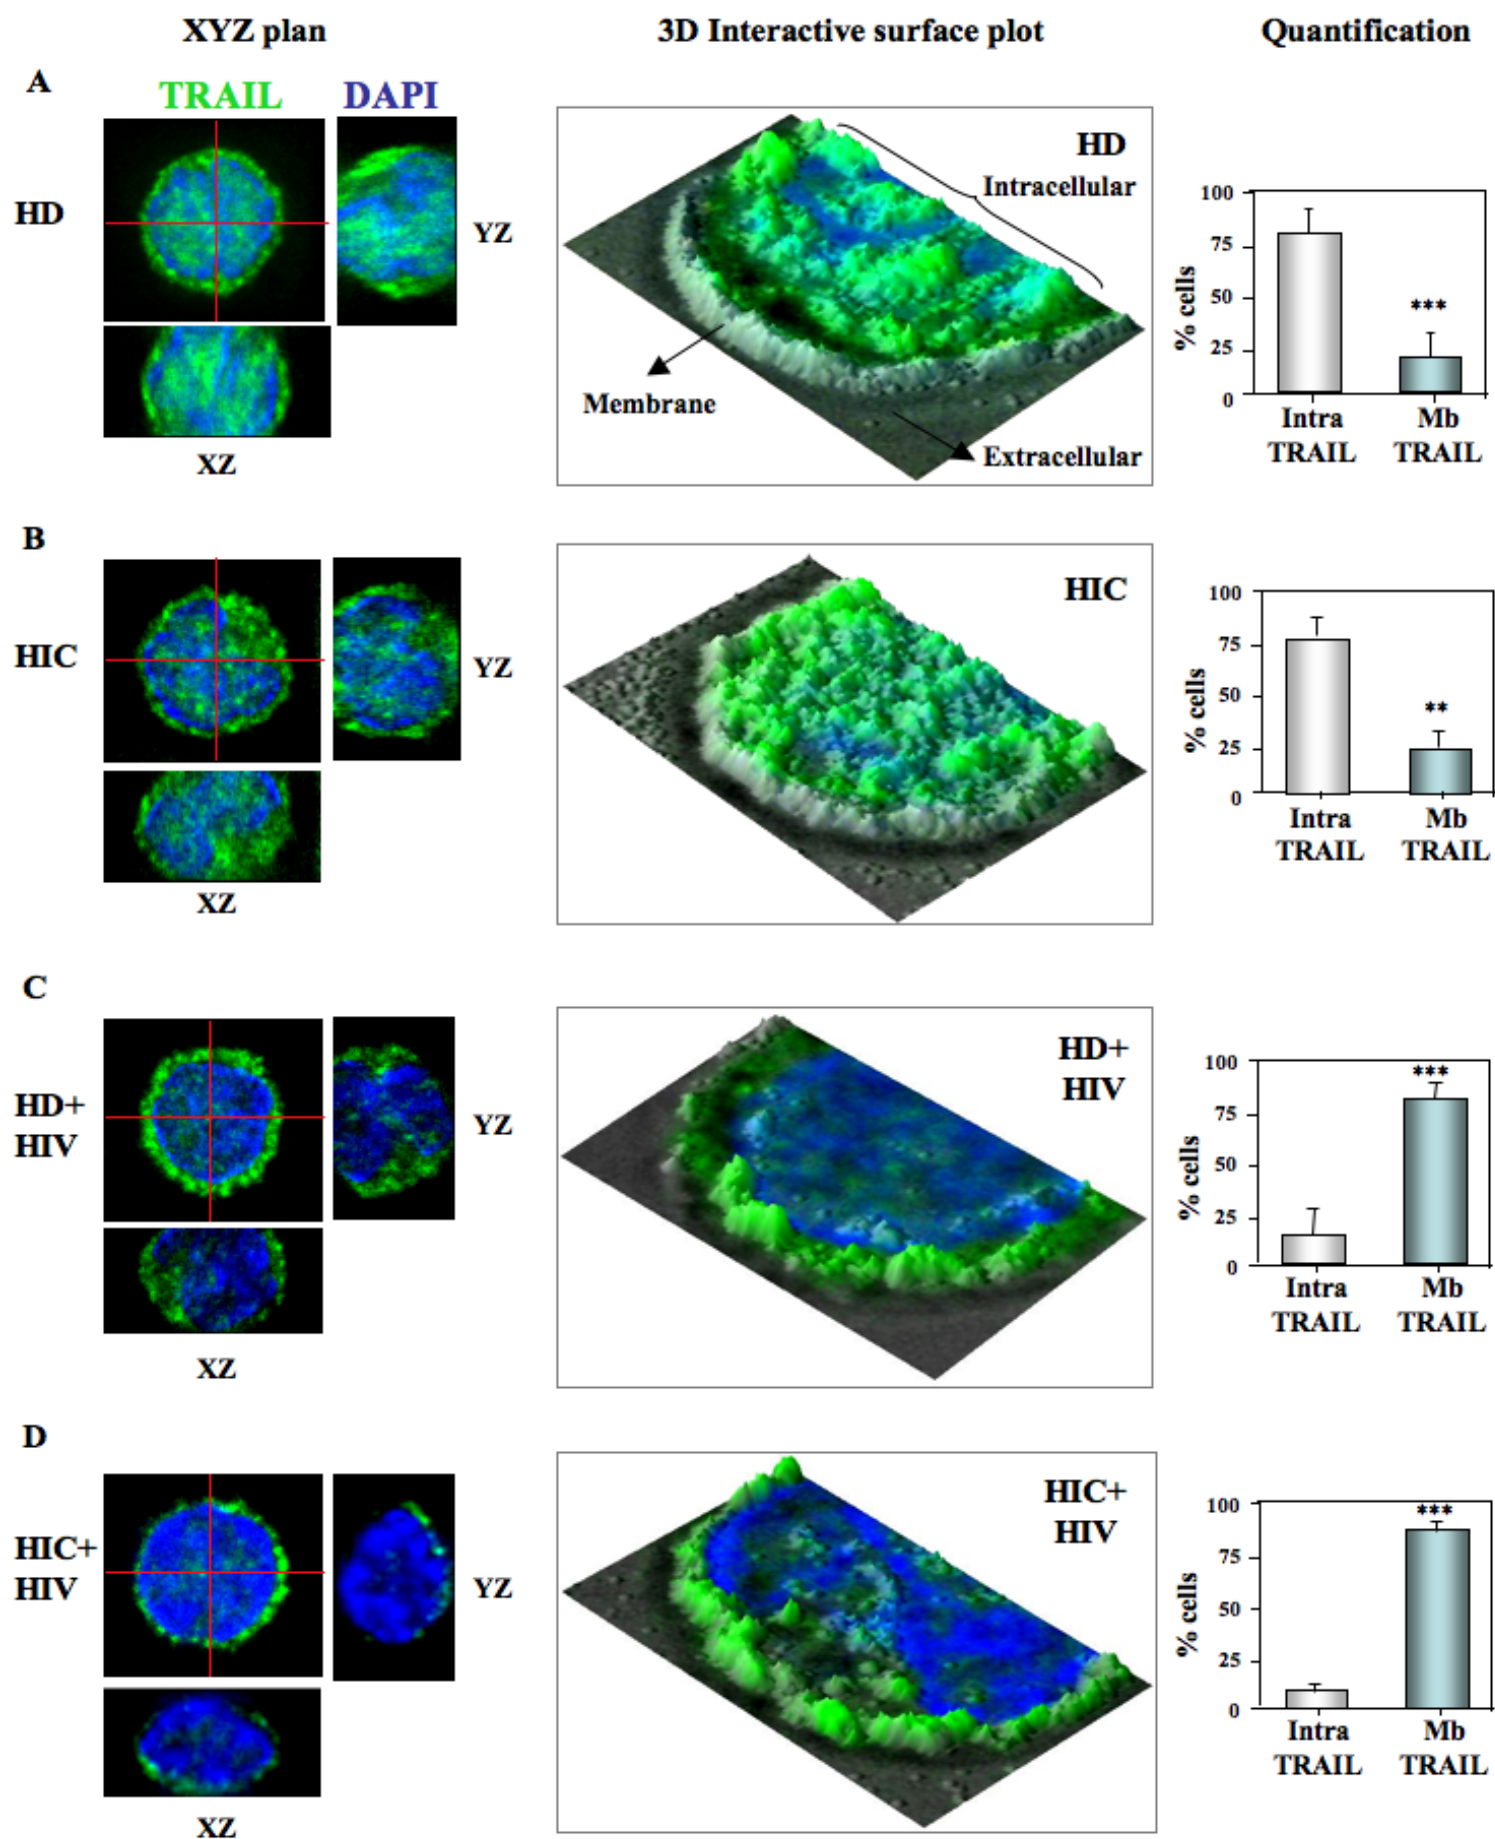 XYZ plan 3D Interactive surface plot Quantification
A
TRAIL DAPI
HD
YZ
XZ
HD
Intracellular
Membrane
Extracellular
% cells
100
75
50
25
0
***
Intra Mb
TRAIL TRAIL
B
HIC
YZ
XZ
HIC
% cells
100
75
50
25
0
**
Intra Mb
TRAIL TRAIL
C
HD+
HIV
YZ
XZ
HD+
HIV
% cells
100
75
50
25
0
***
Intra Mb
TRAIL TRAIL
D
HIC+
HIV
YZ
XZ
HIC+
HIV
% cells
100
75
50
25
0
***
Intra Mb
TRAIL TRAIL